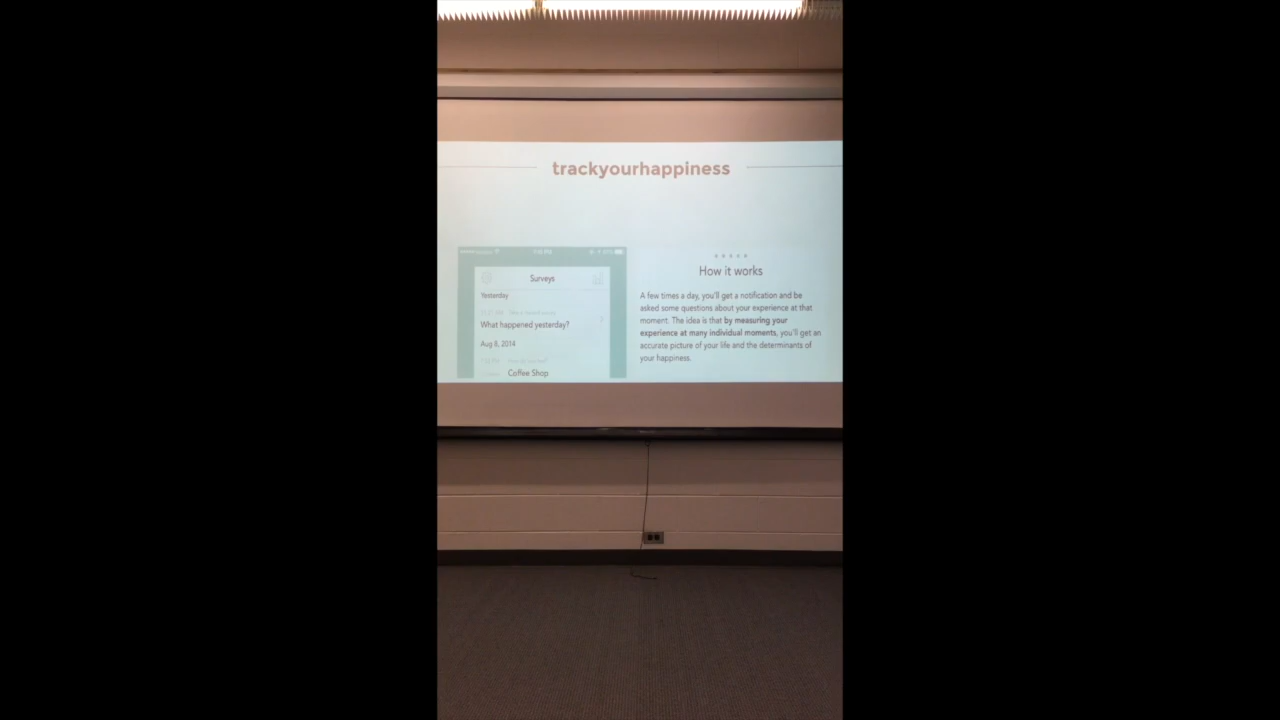 trackyourhappiness
Surveys
Yesterday
What happened yesterday?
Aug 8, 2014
Coffee Shop
How it works
A few times a day, you'll get a notification and be
asked some questions about your experience at that
moment. The idea is that by measuring your
experience at many individual moments, you'll get an
accurate picture of your life and the determinants of
your happiness.